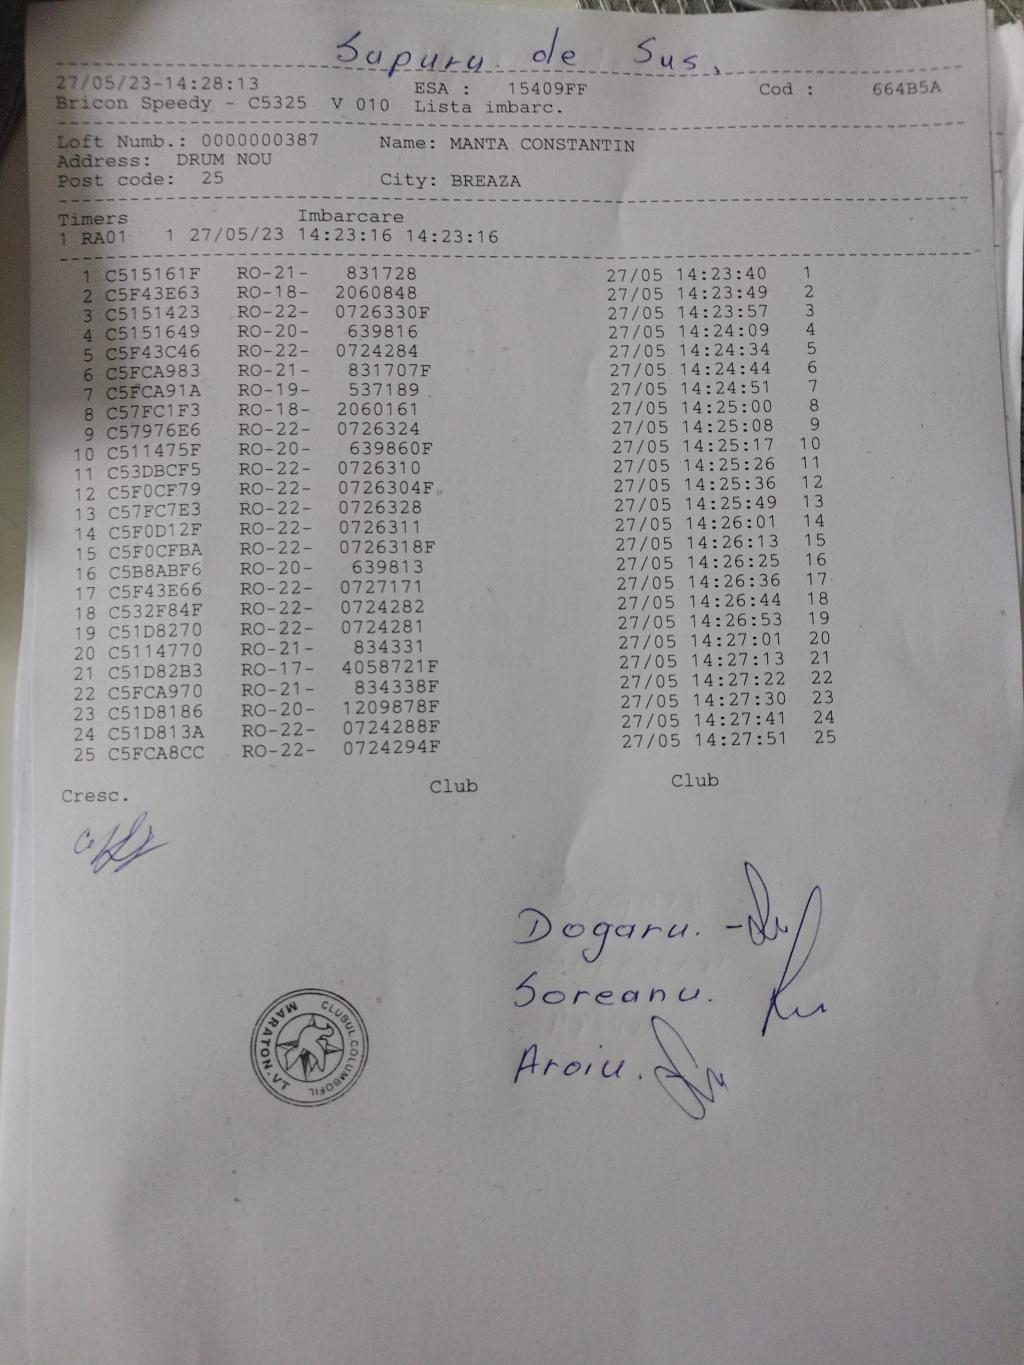 Sapuru de Sus.
27/05/23-14:28:13 ESA : 15409FF Cod : 664B5A
Bricon Speedy - C5325 V 010 Lista imbarc.
Loft Numb.: 0000000387 Name: MANTA CONSTANTIN
Address: DRUM NOU
Post code: 25 City: BREAZA
Timers Imbarcare
1 RA01 1 27/05/23 14:23:16 14:23:16
1 C515161F RO-21- 831728 27/05 14:23:40 1
2 C5F43E63 RO-18- 2060848 27/05 14:23:49 2
3 C5151423 RO-22- 0726330F 27/05 14:23:57 3
4 C5151649 RO-20- 639816 27/05 14:24:09 4
5 C5F43C46 RO-22- 0724284 27/05 14:24:34 5
6 C5FCA983 RO-21- 831707F 27/05 14:24:44 6
7 C5FCA91A RO-19- 537189 27/05 14:24:51 7
8 C57FC1F3 RO-18- 2060161 27/05 14:25:00 8
9 C57976E6 RO-22- 0726324 27/05 14:25:08 9
10 C511475F RO-20- 639860F 27/05 14:25:17 10
11 C53DBCF5 RO-22- 0726310 27/05 14:25:26 11
12 C5F0CF79 RO-22- 0726304F 27/05 14:25:36 12
13 C57FC7E3 RO-22- 0726328 27/05 14:25:49 13
14 C5F0D12F RO-22- 0726311 27/05 14:26:01 14
15 C5F0CFBA RO-22- 0726318F 27/05 14:26:13 15
16 C5B8ABF6 RO-20- 639813 27/05 14:26:25 16
17 C5F43E66 RO-22- 0727171 27/05 14:26:36 17
18 C532F84F RO-22- 0724282 27/05 14:26:44 18
19 C51D8270 RO-22- 0724281 27/05 14:26:53 19
20 C5114770 RO-21- 834331 27/05 14:27:01 20
21 C51D82B3 RO-17- 4058721F 27/05 14:27:13 21
22 C5FCA970 RO-21- 834338F 27/05 14:27:22 22
23 C51D8186 RO-20- 1209878F 27/05 14:27:30 23
24 C51D813A RO-22- 0724288F 27/05 14:27:41 24
25 C5FCA8CC RO-22- 0724294F 27/05 14:27:51 25
Cresc. Club Club
Dogaru.
Soreanu.
Aroiu.
CLUBUL COLUMBOFIL
MARATON.VT